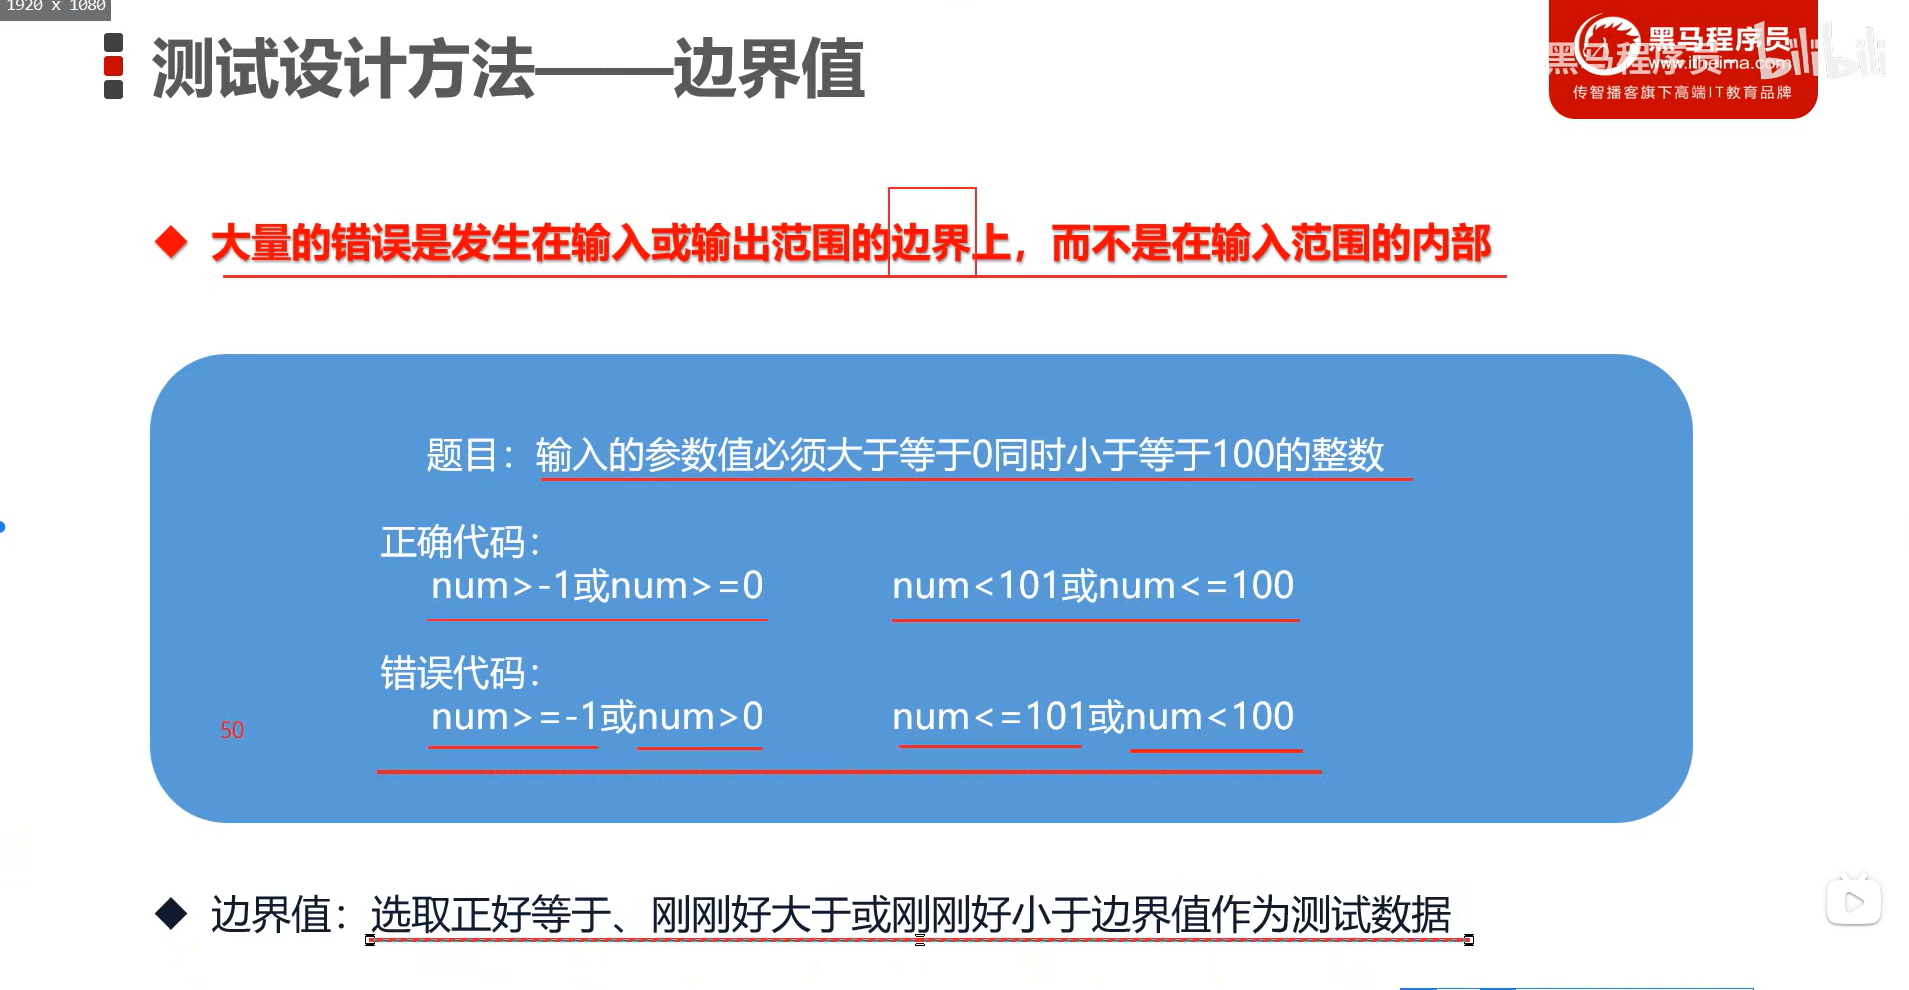 1920 x 1080
测试设计方法——边界值
黑马程序员
www.itheima.com
传智播客旗下高端IT教育品牌
黑马程序员 bilibili
大量的错误是发生在输入或输出范围的边界上，而不是在输入范围的内部
题目：输入的参数值必须大于等于0同时小于等于100的整数
正确代码：
num>-1或num>=0 num<101或num<=100
错误代码：
num>=-1或num>0 num<=101或num<100
50
边界值：选取正好等于、刚刚好大于或刚刚好小于边界值作为测试数据